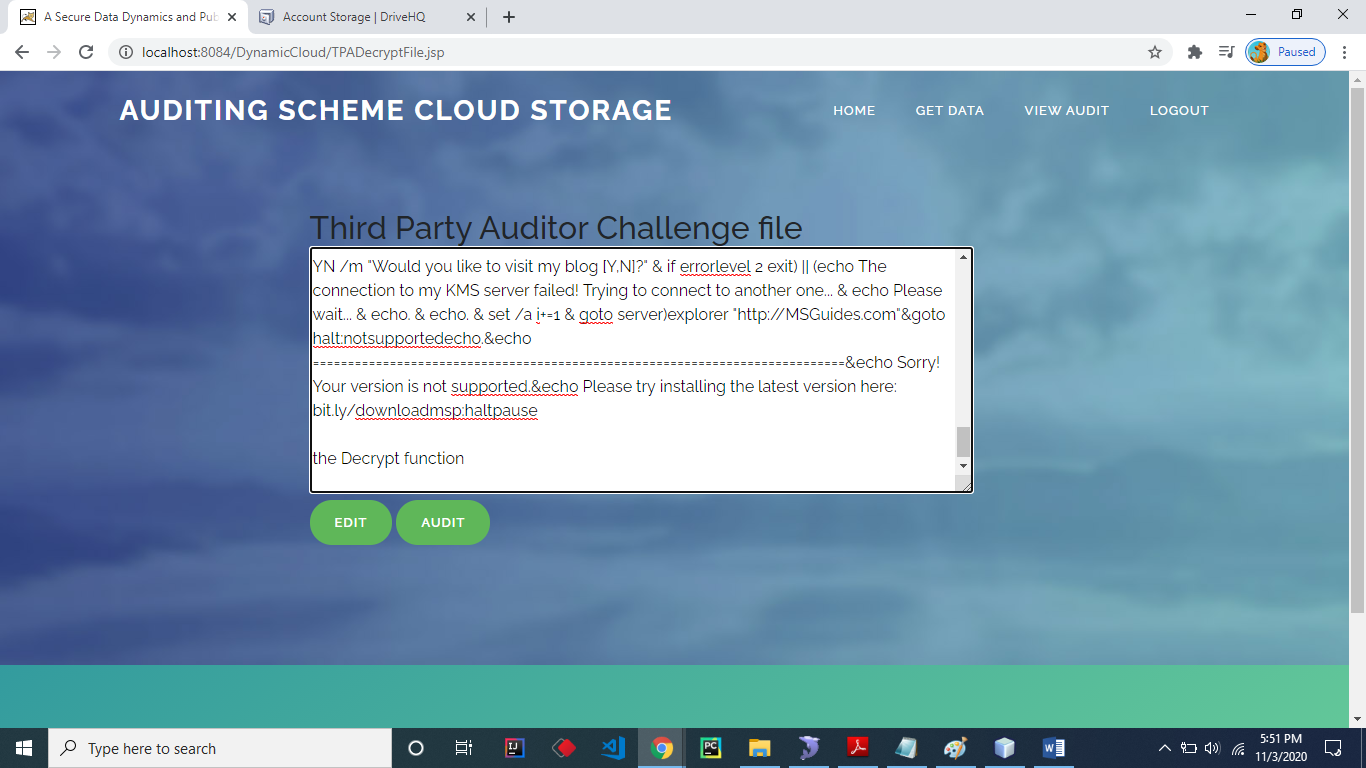 A Secure Data Dynamics and Pub
Account Storage | DriveHQ
localhost:8084/DynamicCloud/TPADecryptFile.jsp
Paused
AUDITING SCHEME CLOUD STORAGE
HOME
GET DATA
VIEW AUDIT
LOGOUT
Third Party Auditor Challenge file
YN /m "Would you like to visit my blog [Y,N]?" & if errorlevel 2 exit) || (echo The
connection to my KMS server failed! Trying to connect to another one... & echo Please
wait... & echo. & echo. & set /a i+=1 & goto server)explorer "http://MSGuides.com"&goto
halt:notsupportedecho.&echo
============================================================================&echo Sorry!
Your version is not supported.&echo Please try installing the latest version here:
bit.ly/downloadmsp:haltpause
the Decrypt function
EDIT
AUDIT
Type here to search
5:51 PM
11/3/2020